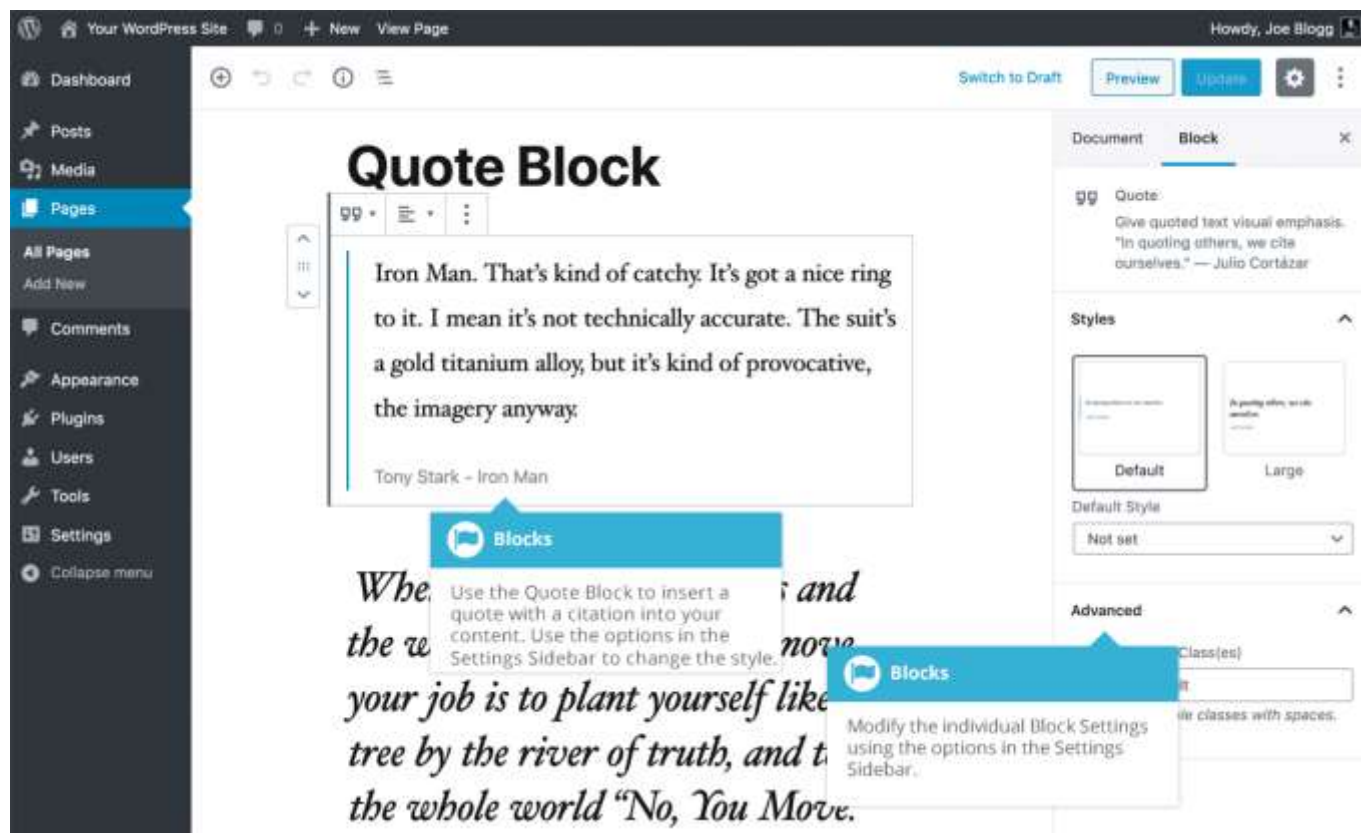 Your WordPress Site 0 + New View Page
Howdy, Joe Blogg
Dashboard
Posts
Media
Pages
All Pages
Add New
Comments
Appearance
Plugins
Users
Tools
Settings
Collapse menu
Switch to Draft Preview Update
Quote Block
Iron Man. That's kind of catchy. It's got a nice ring
to it. I mean it's not technically accurate. The suit's
a gold titanium alloy, but it's kind of provocative,
the imagery anyway.
Tony Stark – Iron Man
Blocks
Use the Quote Block to insert a
quote with a citation into your
content. Use the options in the
Settings Sidebar to change the style.
and
the w
move
your job is to plant yourself like
tree by the river of truth, and t
the whole world “No, You Move.
Document Block
Quote
Give quoted text visual emphasis.
"In quoting others, we cite
ourselves." — Julio Cortázar
Styles
Default
Large
Default Style
Not set
Advanced
Class(es)
classes with spaces.
Blocks
Modify the individual Block Settings
using the options in the Settings
Sidebar.